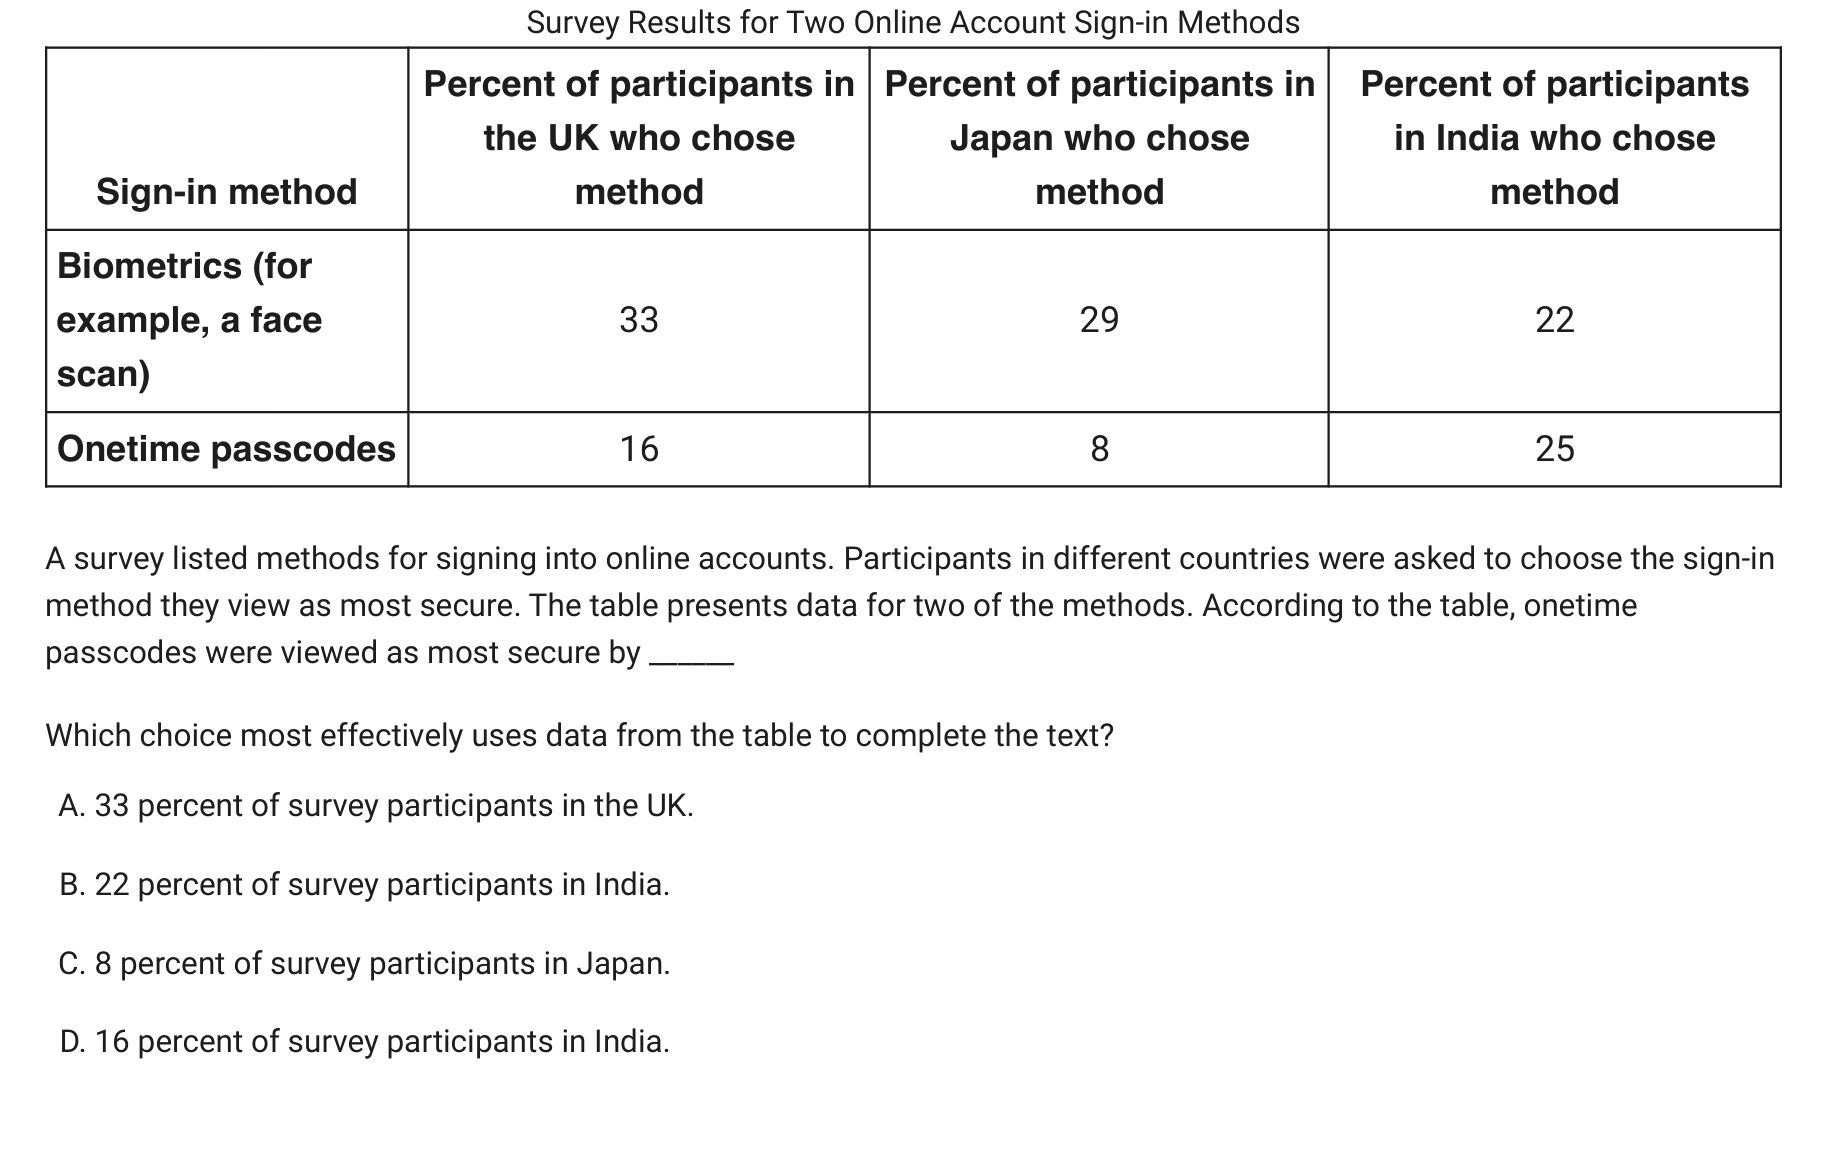 Survey Results for Two Online Account Sign-in Methods
Sign-in method
Percent of participants in
the UK who chose
method
Percent of participants in
Japan who chose
method
Percent of participants
in India who chose
method
Biometrics (for
example, a face
scan)
33
29
22
Onetime passcodes
16
8
25
A survey listed methods for signing into online accounts. Participants in different countries were asked to choose the sign-in
method they view as most secure. The table presents data for two of the methods. According to the table, onetime
passcodes were viewed as most secure by ______
Which choice most effectively uses data from the table to complete the text?
A. 33 percent of survey participants in the UK.
B. 22 percent of survey participants in India.
C. 8 percent of survey participants in Japan.
D. 16 percent of survey participants in India.